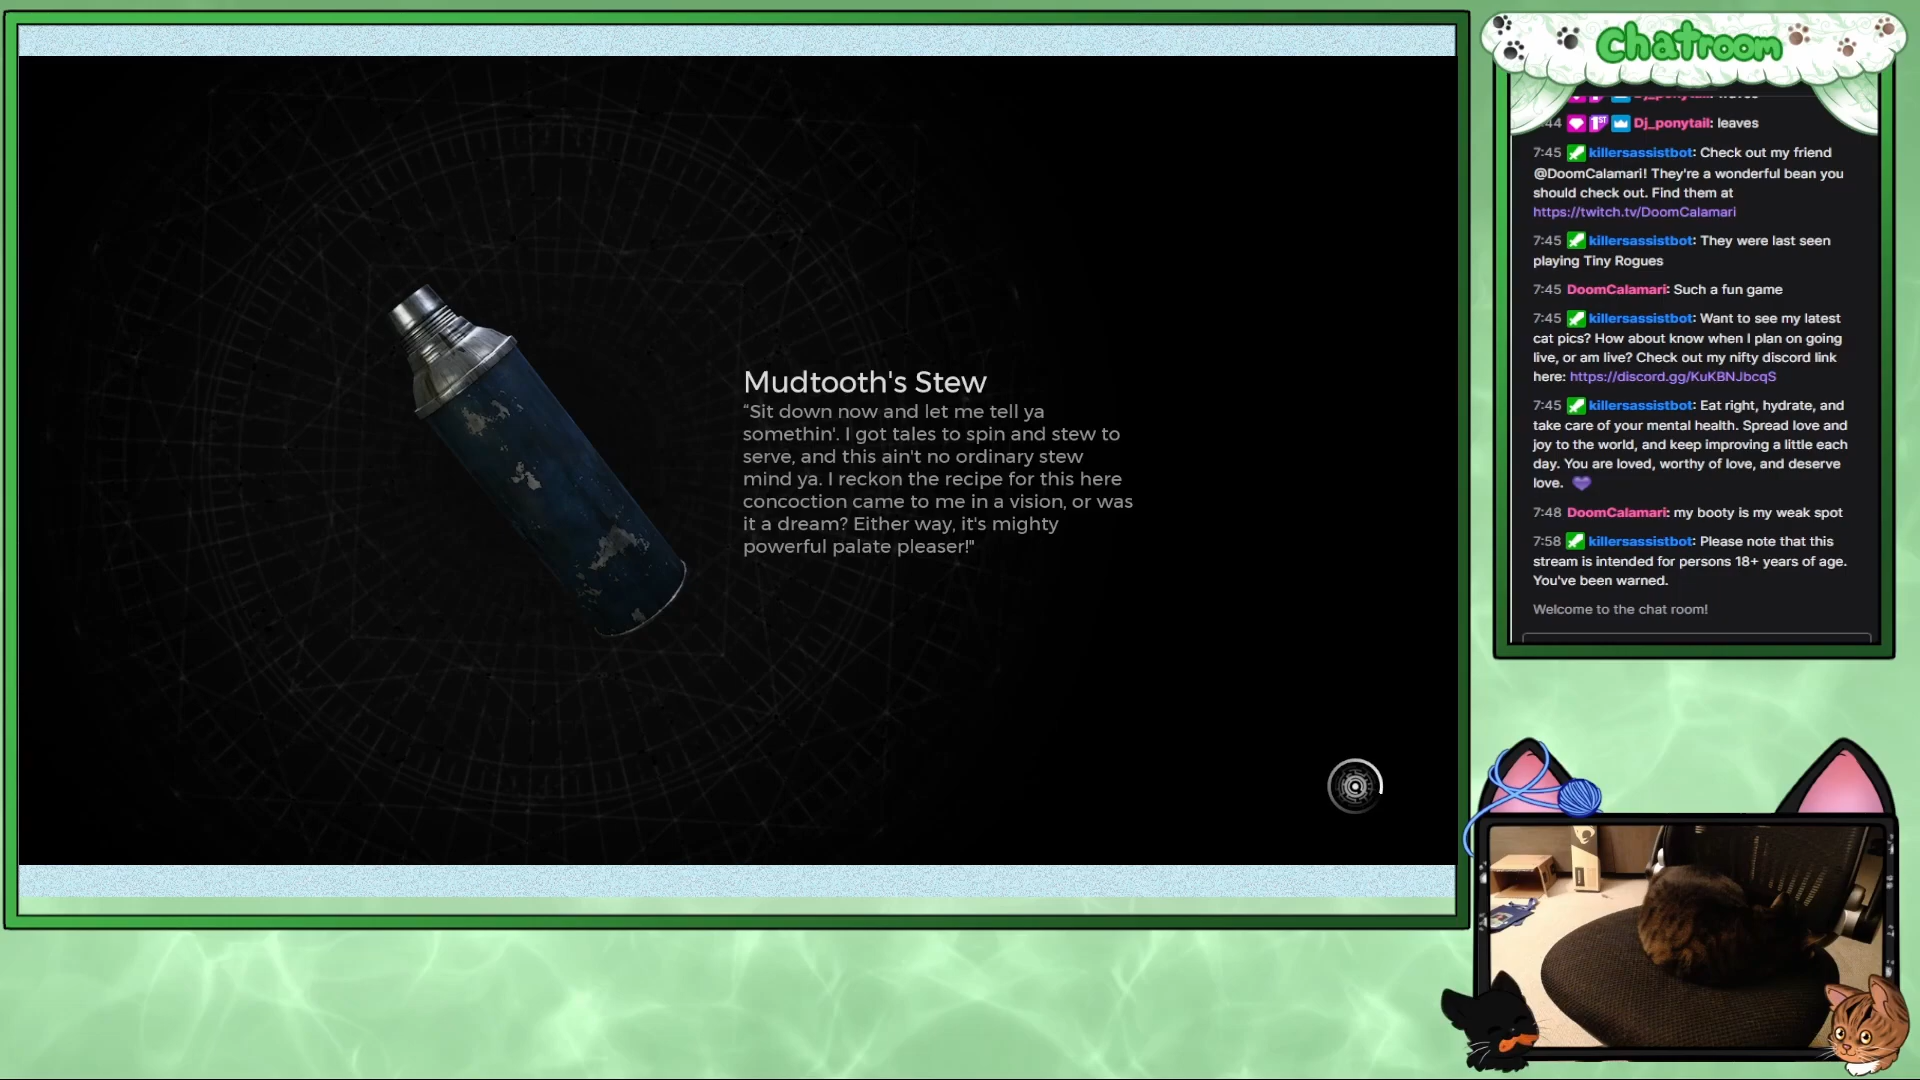 Chatroom
Mudtooth's Stew
“Sit down now and let me tell ya
somethin'. I got tales to spin and stew to
serve, and this ain't no ordinary stew
mind ya. I reckon the recipe for this here
concoction came to me in a vision, or was
it a dream? Either way, it's mighty
powerful palate pleaser!"
:44 1ST Dj_ponytail: leaves
7:45 killersassistbot: Check out my friend
@DoomCalamari! They're a wonderful bean you
should check out. Find them at
https://twitch.tv/DoomCalamari
7:45 killersassistbot: They were last seen
playing Tiny Rogues
7:45 DoomCalamari: Such a fun game
7:45 killersassistbot: Want to see my latest
cat pics? How about know when I plan on going
live, or am live? Check out my nifty discord link
here: https://discord.gg/KuKBNJbcqS
7:45 killersassistbot: Eat right, hydrate, and
take care of your mental health. Spread love and
joy to the world, and keep improving a little each
day. You are loved, worthy of love, and deserve
love.
7:48 DoomCalamari: my booty is my weak spot
7:58 killersassistbot: Please note that this
stream is intended for persons 18+ years of age.
You've been warned.
Welcome to the chat room!